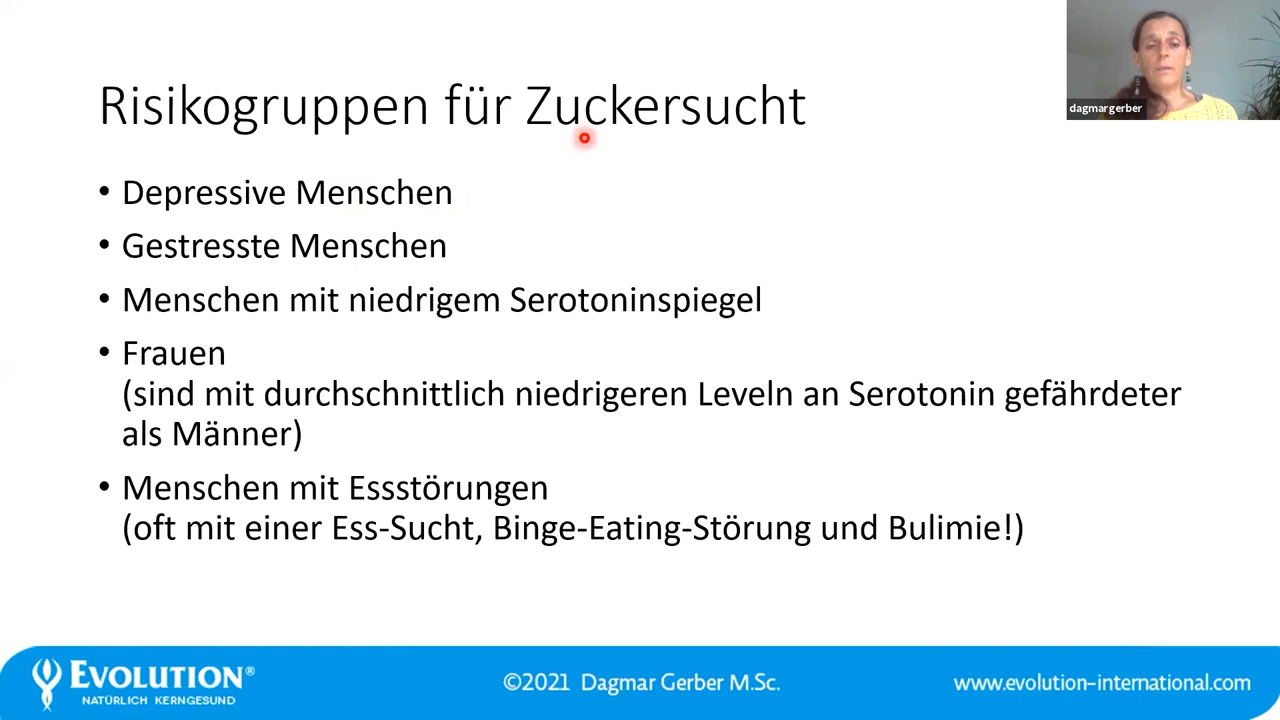 Risikogruppen für Zuckersucht
dagmargerber
• Depressive Menschen
• Gestresste Menschen
• Menschen mit niedrigem Serotoninspiegel
• Frauen
(sind mit durchschnittlich niedrigeren Leveln an Serotonin gefährdeter
als Männer)
• Menschen mit Essstörungen
(oft mit einer Ess-Sucht, Binge-Eating-Störung und Bulimie!)
EVOLUTION®
NATÜRLICH KERNGESUND
©2021 Dagmar Gerber M.Sc.
www.evolution-international.com